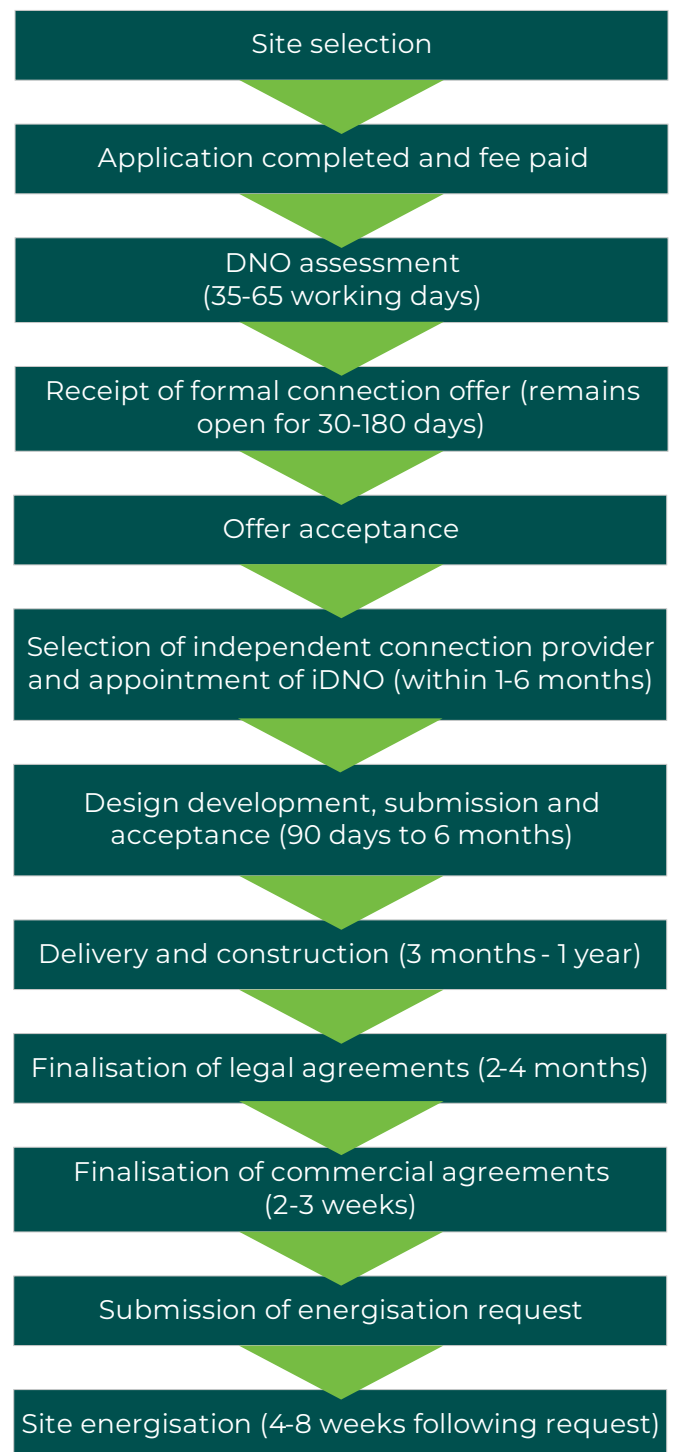 Site selection
Application completed and fee paid
DNO assessment
(35-65 working days)
Receipt of formal connection offer (remains
open for 30-180 days)
Offer acceptance
Selection of independent connection provider
and appointment of iDNO (within 1-6 months)
Design development, submission and
acceptance (90 days to 6 months)
Delivery and construction (3 months - 1 year)
Finalisation of legal agreements (2-4 months)
Finalisation of commercial agreements
(2-3 weeks)
Submission of energisation request
Site energisation (4-8 weeks following request)